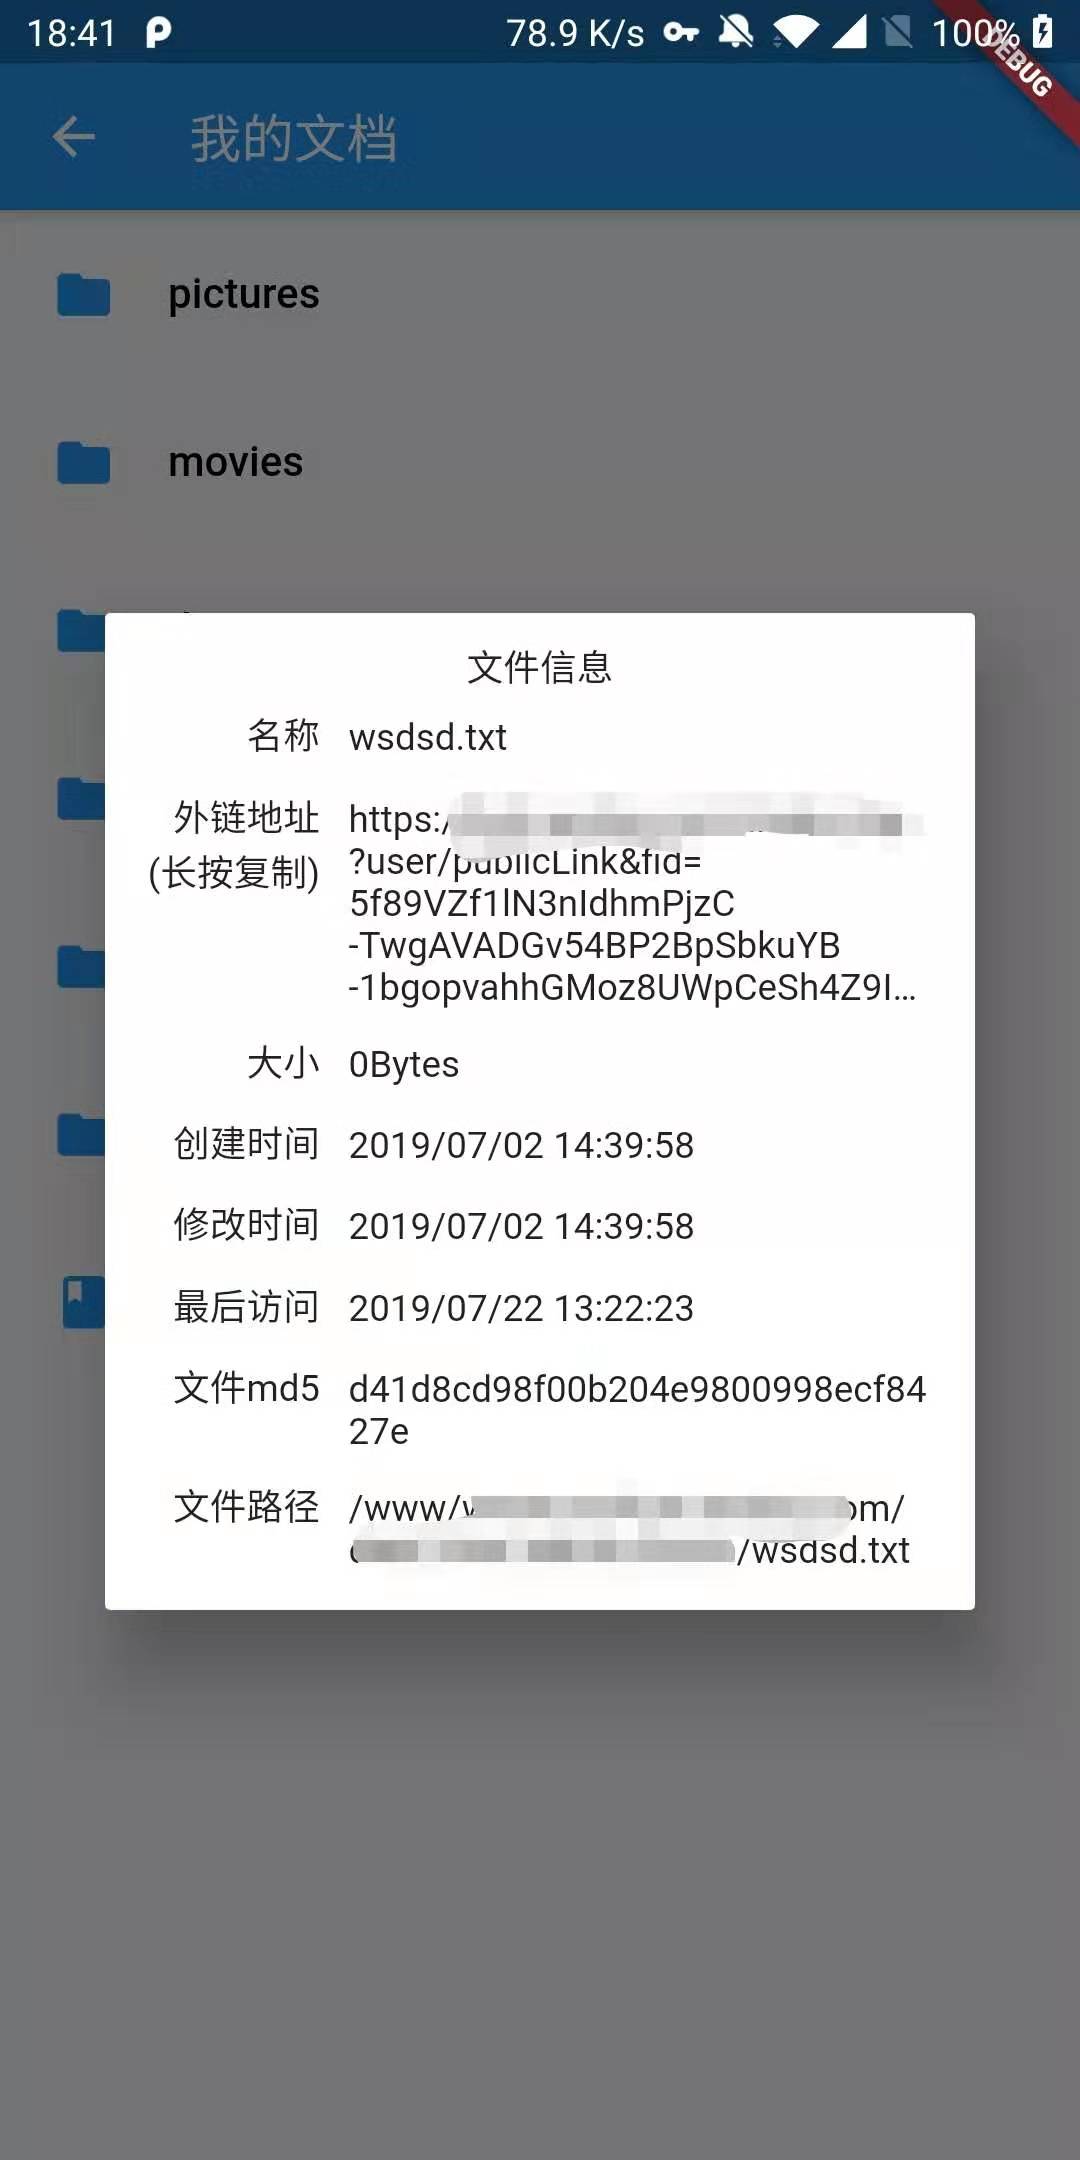 18:41 78.9 K/s 100%
DEBUG
我的文档
pictures
movies
文件信息
名称 wsdsd.txt
外链地址 https:/
(长按复制) ?user/publicLink&fid=
5f89VZf1lN3nIdhmPjzC
-TwgAVADGv54BP2BpSbkuYB
-1bgopvahhGMoz8UWpCeSh4Z9I...
大小 0Bytes
创建时间 2019/07/02 14:39:58
修改时间 2019/07/02 14:39:58
最后访问 2019/07/22 13:22:23
文件md5 d41d8cd98f00b204e9800998ecf84
27e
文件路径 /www/ om/
/wsdsd.txt